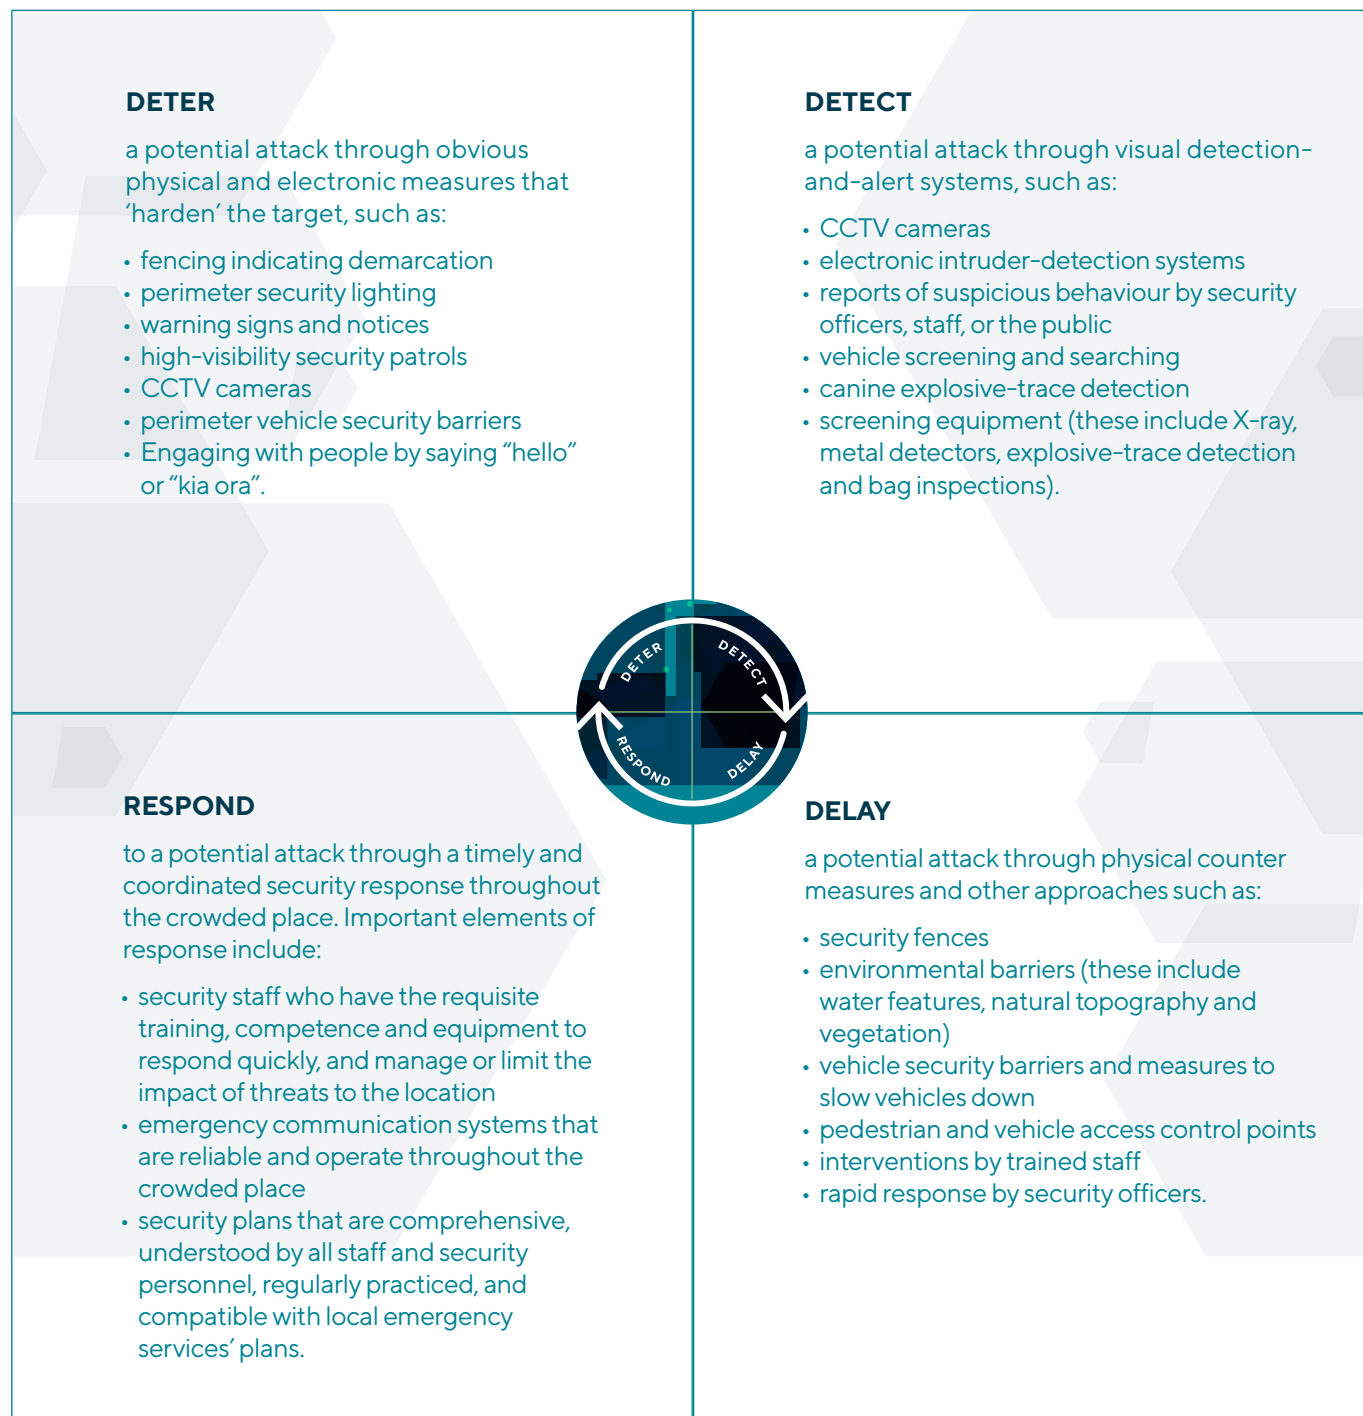 DETER
a potential attack through obvious
physical and electronic measures that
‘harden’ the target, such as:
• fencing indicating demarcation
• perimeter security lighting
• warning signs and notices
• high-visibility security patrols
• CCTV cameras
• perimeter vehicle security barriers
• Engaging with people by saying “hello”
or “kia ora”.
DETECT
a potential attack through visual detection-
and-alert systems, such as:
• CCTV cameras
• electronic intruder-detection systems
• reports of suspicious behaviour by security
officers, staff, or the public
• vehicle screening and searching
• canine explosive-trace detection
• screening equipment (these include X-ray,
metal detectors, explosive-trace detection
and bag inspections).
DETER
DETECT
RESPOND
DELAY
RESPOND
to a potential attack through a timely and
coordinated security response throughout
the crowded place. Important elements of
response include:
• security staff who have the requisite
training, competence and equipment to
respond quickly, and manage or limit the
impact of threats to the location
• emergency communication systems that
are reliable and operate throughout the
crowded place
• security plans that are comprehensive,
understood by all staff and security
personnel, regularly practiced, and
compatible with local emergency
services’ plans.
DELAY
a potential attack through physical counter
measures and other approaches such as:
• security fences
• environmental barriers (these include
water features, natural topography and
vegetation)
• vehicle security barriers and measures to
slow vehicles down
• pedestrian and vehicle access control points
• interventions by trained staff
• rapid response by security officers.